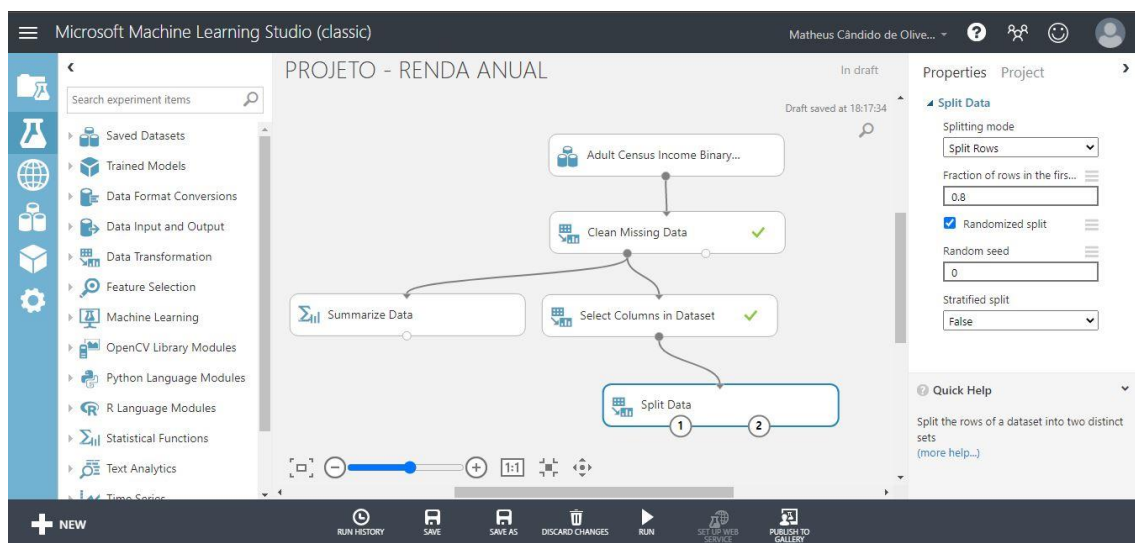 Microsoft Machine Learning Studio (classic)
Matheus Cândido de Olive...
?
Search experiment items
Saved Datasets
Trained Models
Data Format Conversions
Data Input and Output
Data Transformation
Feature Selection
Machine Learning
OpenCV Library Modules
Python Language Modules
R Language Modules
Statistical Functions
Text Analytics
Time Series
PROJETO - RENDA ANUAL
In draft
Draft saved at 18:17:34
Adult Census Income Binary...
Clean Missing Data
Summarize Data
Select Columns in Dataset
Split Data
1
2
1:1
Properties Project
Split Data
Splitting mode
Split Rows
Fraction of rows in the firs...
0.8
Randomized split
Random seed
0
Stratified split
False
Quick Help
Split the rows of a dataset into two distinct
sets
(more help...)
NEW
RUN HISTORY
SAVE
SAVE AS
DISCARD CHANGES
RUN
SET UP WEB
SERVICE
PUBLISH TO
GALLERY